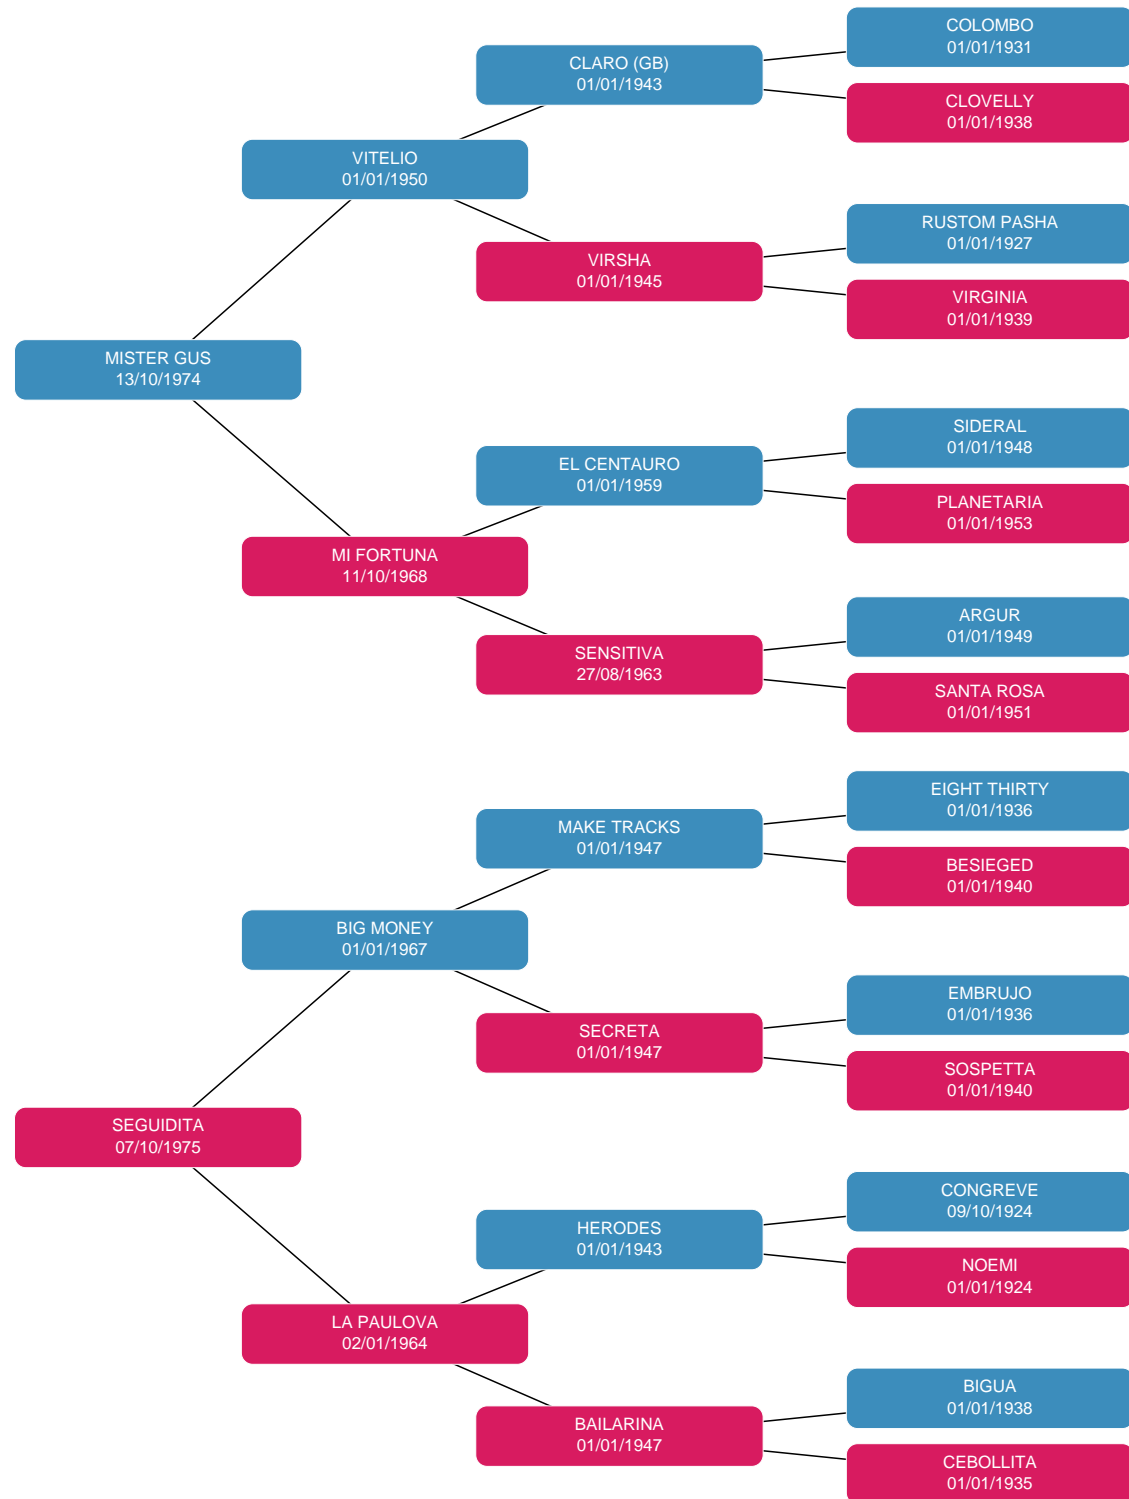 COLOMBO
01/01/1931
CLARO (GB)
01/01/1943
CLOVELLY
01/01/1938
VITELIO
01/01/1950
RUSTOM PASHA
01/01/1927
VIRSHA
01/01/1945
VIRGINIA
01/01/1939
MISTER GUS
13/10/1974
SIDERAL
01/01/1948
EL CENTAURO
01/01/1959
PLANETARIA
01/01/1953
MI FORTUNA
11/10/1968
ARGUR
01/01/1949
SENSITIVA
27/08/1963
SANTA ROSA
01/01/1951
EIGHT THIRTY
01/01/1936
MAKE TRACKS
01/01/1947
BESIEGED
01/01/1940
BIG MONEY
01/01/1967
EMBRUJO
01/01/1936
SECRETA
01/01/1947
SOSPETTA
01/01/1940
SEGUIDITA
07/10/1975
CONGREVE
09/10/1924
HERODES
01/01/1943
NOEMI
01/01/1924
LA PAULOVA
02/01/1964
BIGUA
01/01/1938
BAILARINA
01/01/1947
CEBOLLITA
01/01/1935